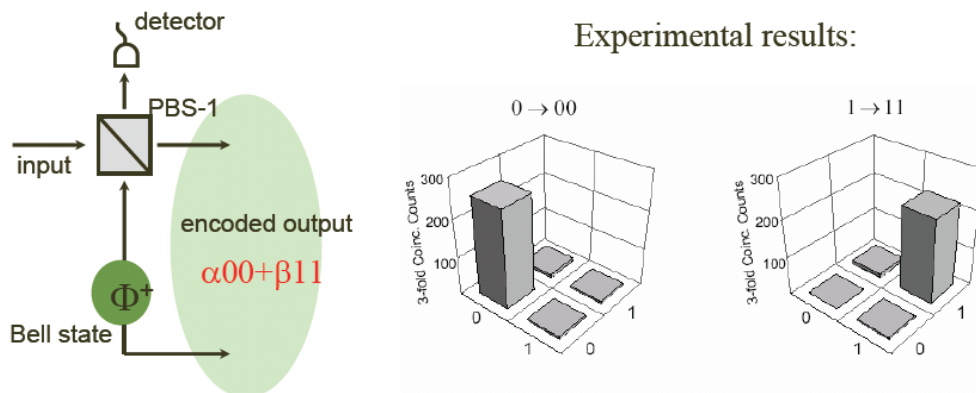 detector
PBS-1
input
encoded output
α00+β11
Φ⁺
Bell state
Experimental results:
0 → 00
3-fold Coinc. Counts
300
200
100
0
1
0
1
1 → 11
3-fold Coinc. Counts
300
200
100
0
1
0
1